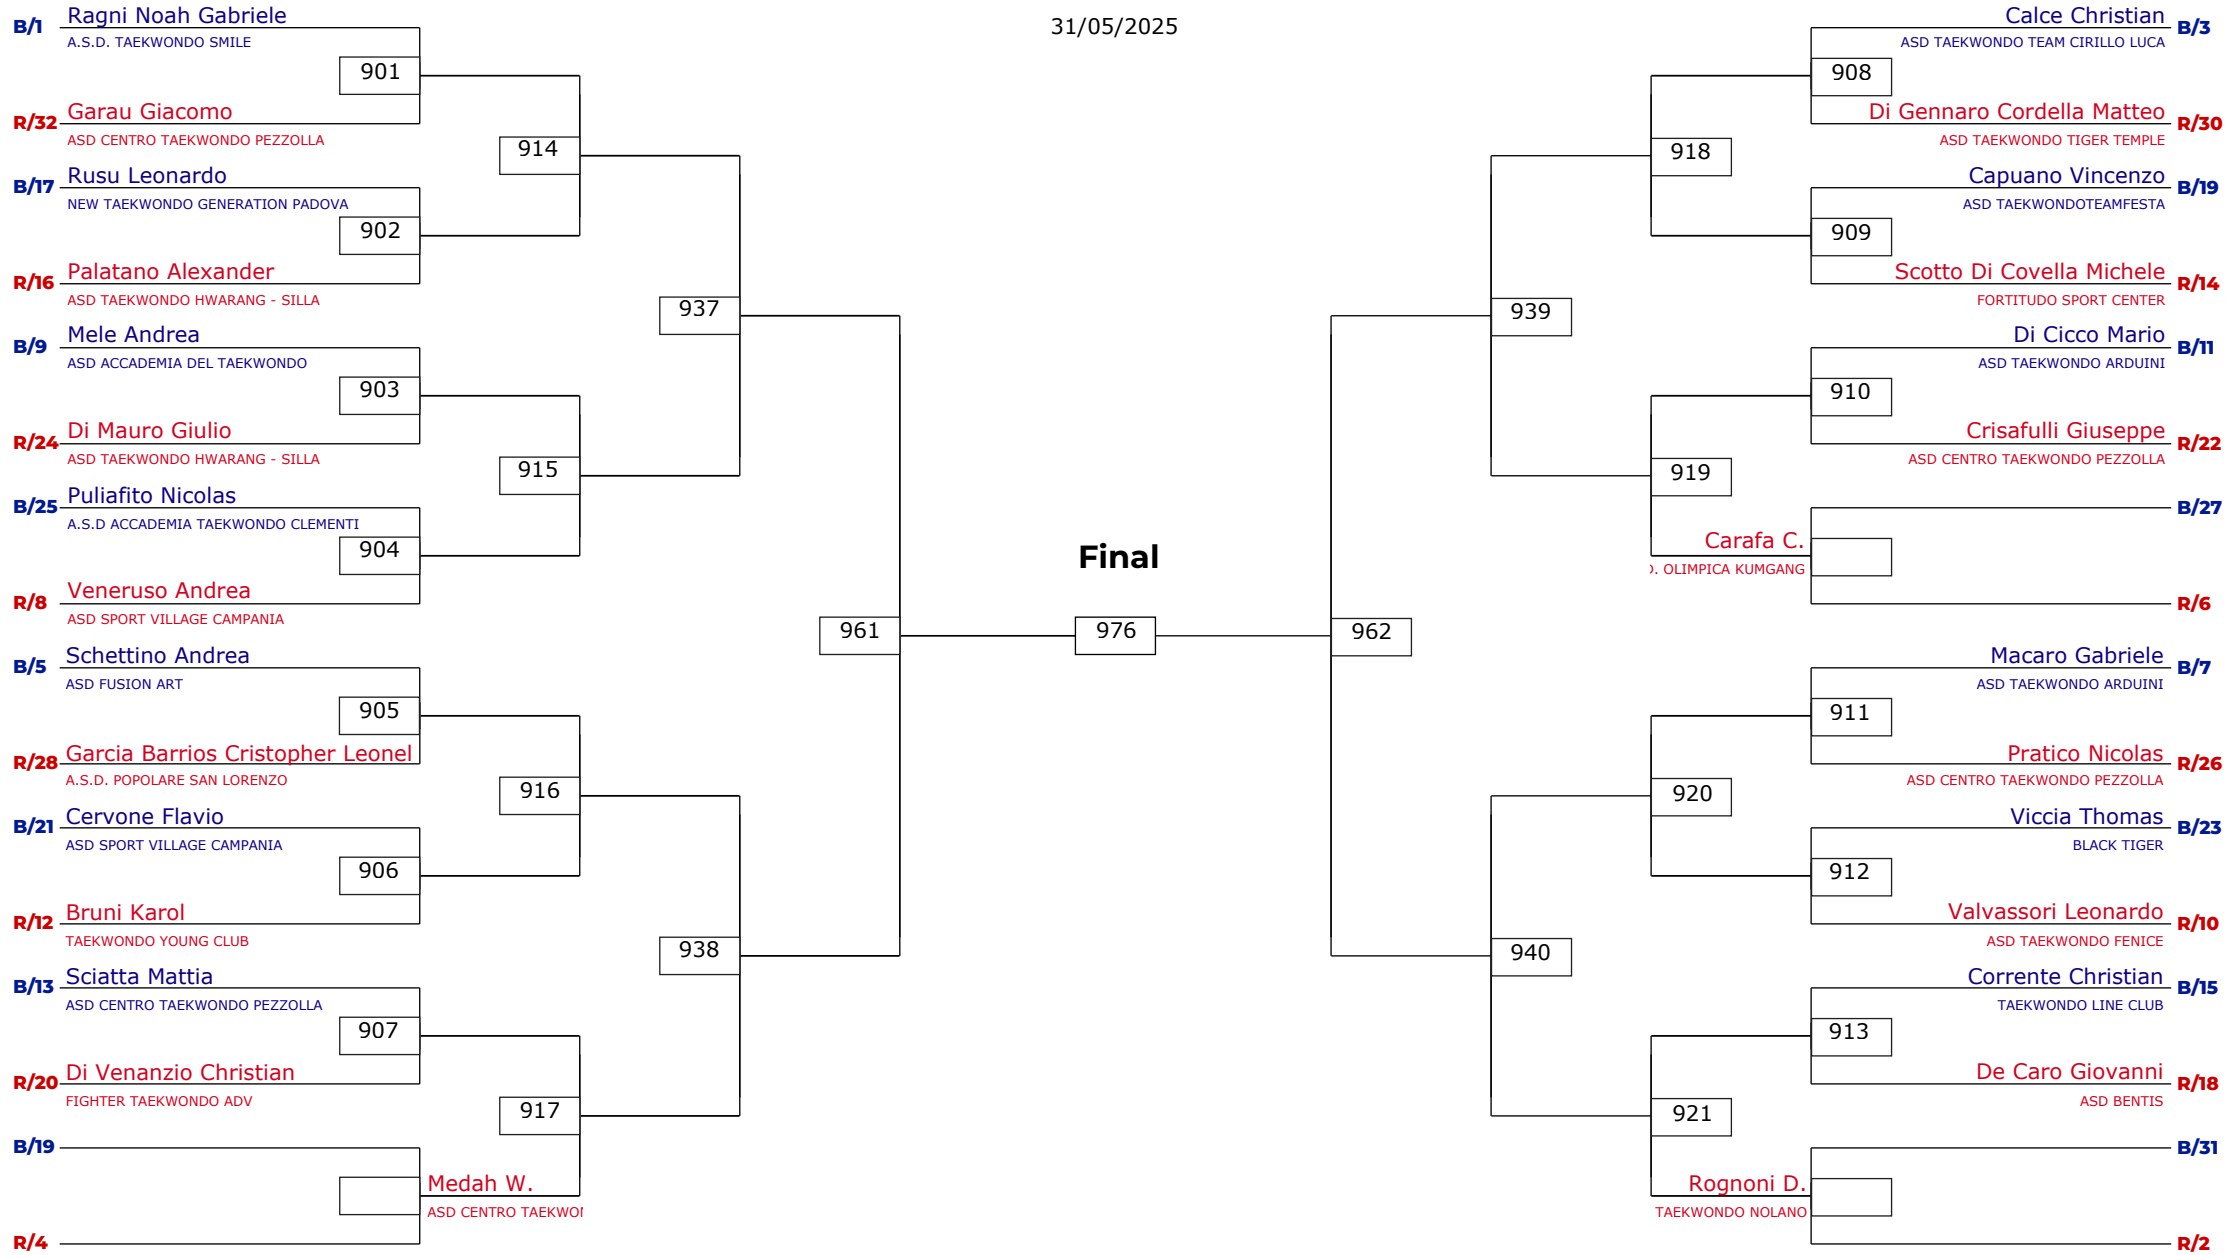 31/05/2025
B/1 Ragni Noah Gabriele
A.S.D. TAEKWONDO SMILE
901
R/32 Garau Giacomo
ASD CENTRO TAEKWONDO PEZZOLLA
914
B/17 Rusu Leonardo
NEW TAEKWONDO GENERATION PADOVA
902
R/16 Palatano Alexander
ASD TAEKWONDO HWARANG - SILLA
937
B/9 Mele Andrea
ASD ACCADEMIA DEL TAEKWONDO
903
R/24 Di Mauro Giulio
ASD TAEKWONDO HWARANG - SILLA
915
B/25 Puliafito Nicolas
A.S.D ACCADEMIA TAEKWONDO CLEMENTI
904
R/8 Veneruso Andrea
ASD SPORT VILLAGE CAMPANIA
961
B/5 Schettino Andrea
ASD FUSION ART
905
R/28 Garcia Barrios Cristopher Leonel
A.S.D. POPOLARE SAN LORENZO
916
B/21 Cervone Flavio
ASD SPORT VILLAGE CAMPANIA
906
R/12 Bruni Karol
TAEKWONDO YOUNG CLUB
938
B/13 Sciatta Mattia
ASD CENTRO TAEKWONDO PEZZOLLA
907
R/20 Di Venanzio Christian
FIGHTER TAEKWONDO ADV
917
B/19
Medah W.
ASD CENTRO
R/4
Final
976
Calce Christian B/3
ASD TAEKWONDO TEAM CIRILLO LUCA
908
Di Gennaro Cordella Matteo R/30
ASD TAEKWONDO TIGER TEMPLE
918
Capuano Vincenzo B/19
ASD TAEKWONDOTEAMFESTA
909
Scotto Di Covella Michele R/14
FORTITUDO SPORT CENTER
939
Di Cicco Mario B/11
ASD TAEKWONDO ARDUINI
910
Crisafulli Giuseppe R/22
ASD CENTRO TAEKWONDO PEZZOLLA
919
B/27
Carafa C.
OLIMPICA KUMGANG
R/6
962
Macaro Gabriele B/7
ASD TAEKWONDO ARDUINI
911
Pratico Nicolas R/26
ASD CENTRO TAEKWONDO PEZZOLLA
920
Viccia Thomas B/23
BLACK TIGER
912
Valvassori Leonardo R/10
ASD TAEKWONDO FENICE
940
Corrente Christian B/15
TAEKWONDO LINE CLUB
913
De Caro Giovanni R/18
ASD BENTIS
921
B/31
Rognoni D.
TAEKWONDO NOLANO
R/2